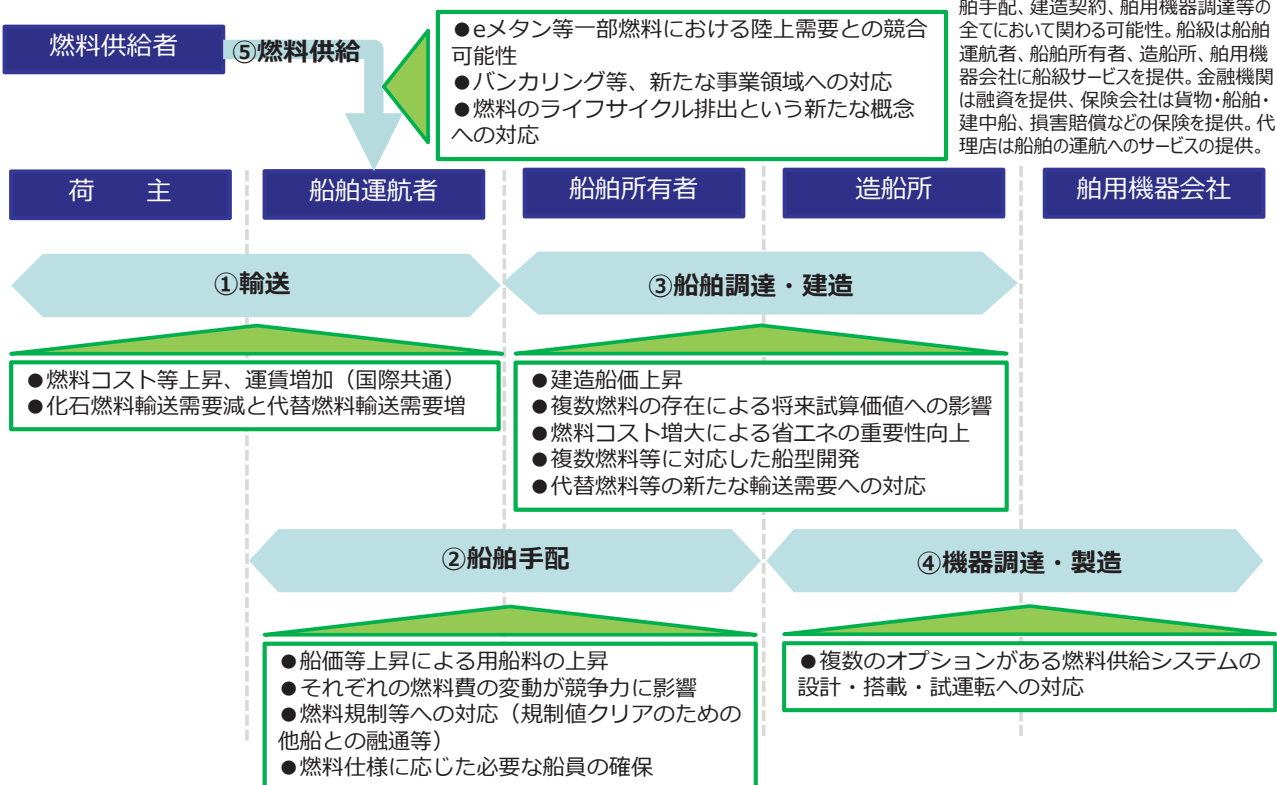 舶手配、建造契約、舶用機器調達等の
全てにおいて関わる可能性。船級は船舶
運航者、船舶所有者、造船所、舶用機
器会社に船級サービスを提供。金融機関
は融資を提供、保険会社は貨物・船舶・
建中船、損害賠償などの保険を提供。代
理店は船舶の運航へのサービスの提供。
燃料供給者
⑤燃料供給
●eメタン等一部燃料における陸上需要との競合
可能性
●バンカリング等、新たな事業領域への対応
●燃料のライフサイクル排出という新たな概念
への対応
荷　主
船舶運航者
船舶所有者
造船所
舶用機器会社
①輸送
③船舶調達・建造
●燃料コスト等上昇、運賃増加（国際共通）
●化石燃料輸送需要減と代替燃料輸送需要増
●建造船価上昇
●複数燃料の存在による将来試算価値への影響
●燃料コスト増大による省エネの重要性向上
●複数燃料等に対応した船型開発
●代替燃料等の新たな輸送需要への対応
②船舶手配
④機器調達・製造
●船価等上昇による用船料の上昇
●それぞれの燃料費の変動が競争力に影響
●燃料規制等への対応（規制値クリアのための
他船との融通等）
●燃料仕様に応じた必要な船員の確保
●複数のオプションがある燃料供給システムの
設計・搭載・試運転への対応